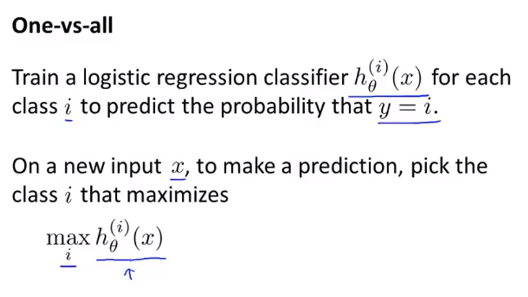 One-vs-all
Train a logistic regression classifier $h_\theta^{(i)}(x)$ for each
class $i$ to predict the probability that $y = i$.
On a new input $x$, to make a prediction, pick the
class $i$ that maximizes
$\max_i h_\theta^{(i)}(x)$